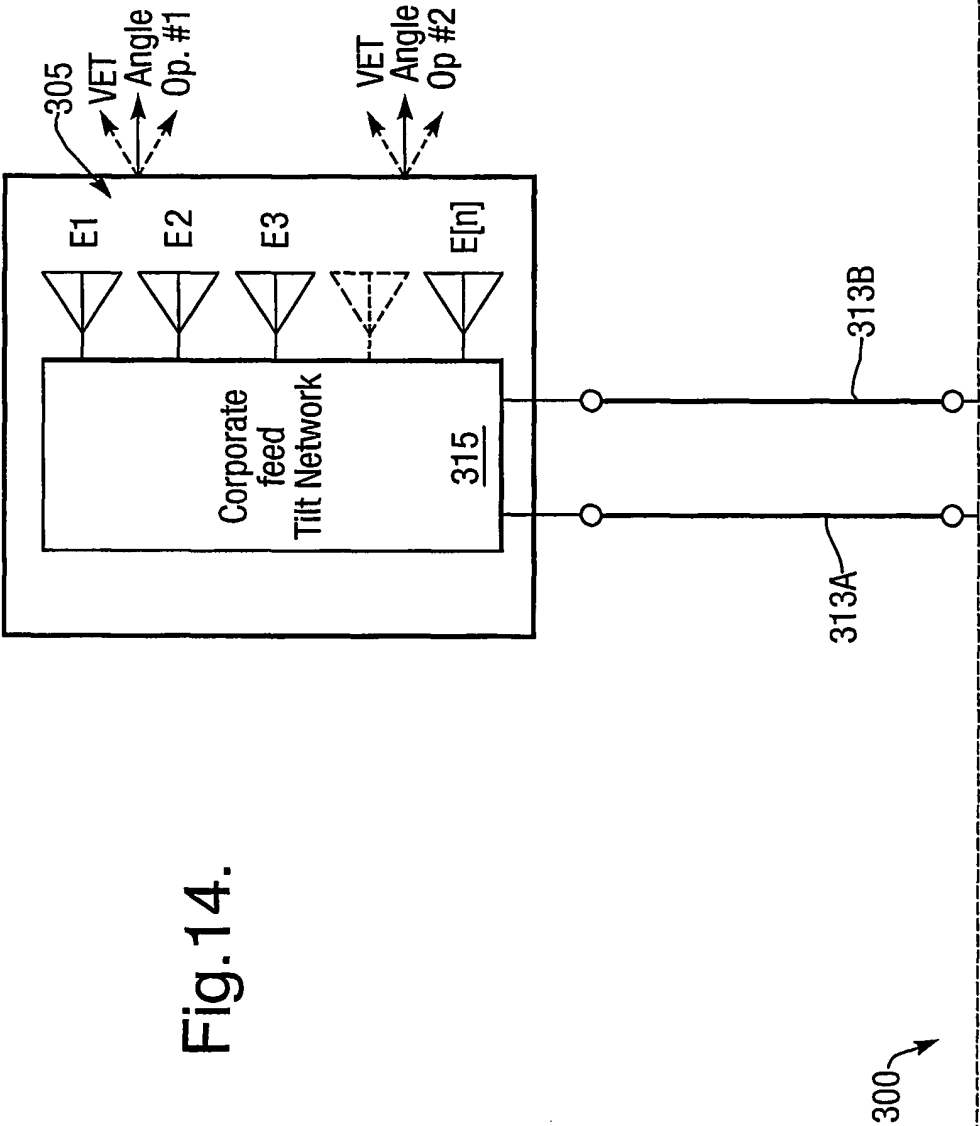 Fig.14.
300
305
VET
Angle
Op. #1
VET
Angle
Op #2
E1
E2
E3
E[n]
Corporate
feed
Tilt Network
315
313A
313B